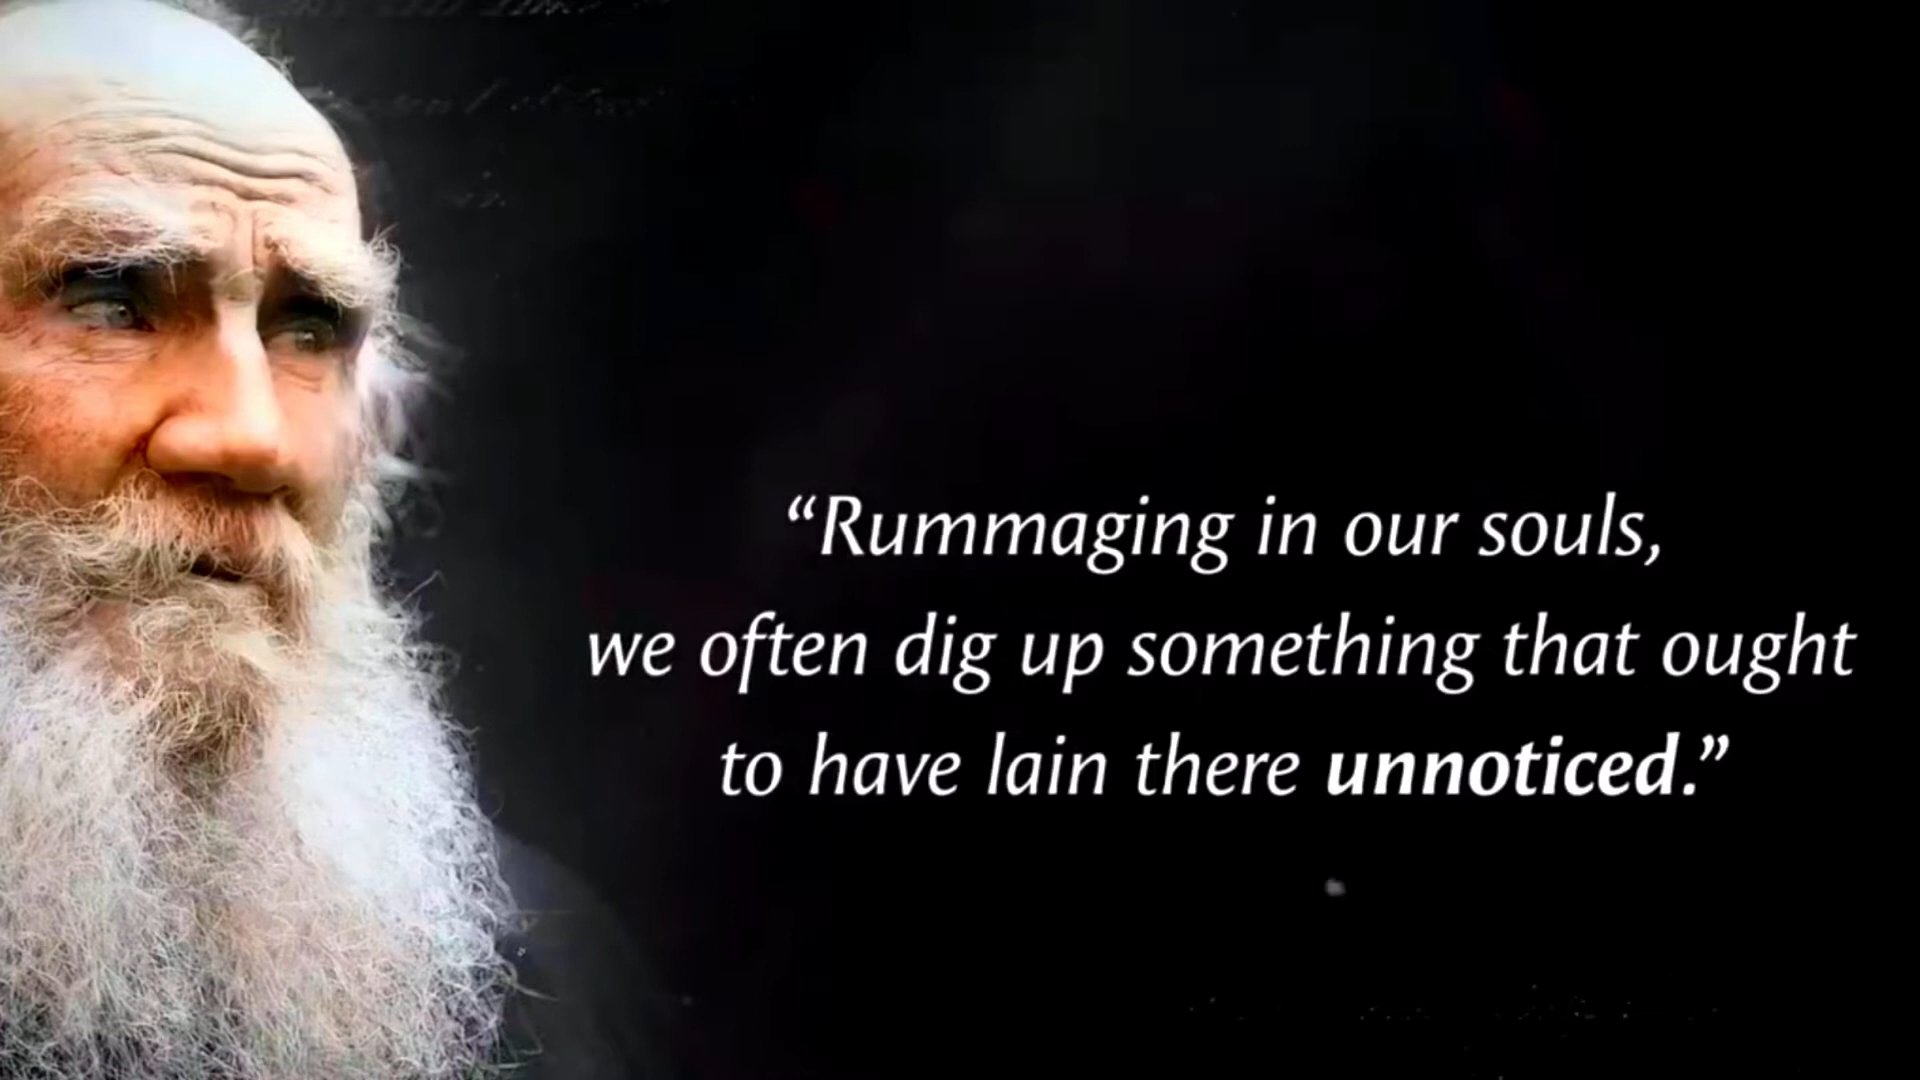 “Rummaging in our souls,
we often dig up something that ought
to have lain there unnoticed.”